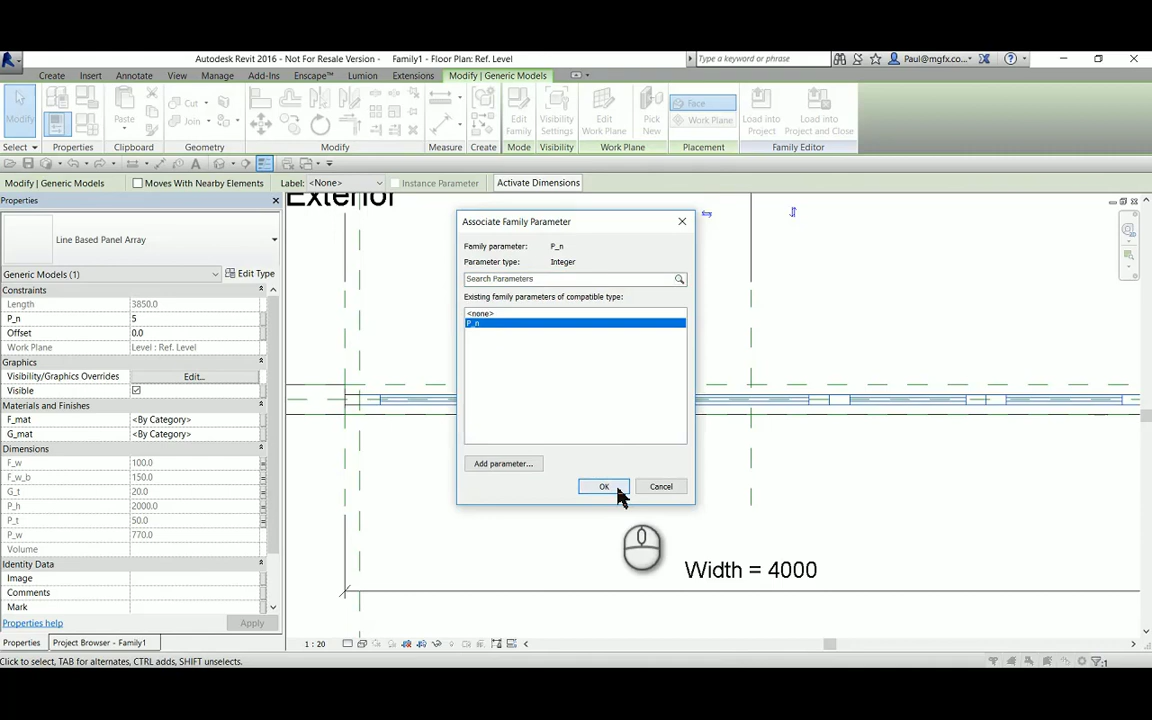 Autodesk Revit 2016 - Not For Resale Version - Family1 - Floor Plan: Ref. Level
Type a keyword or phrase
Paul@mgfx.co...
Create Insert Annotate View Manage Add-Ins Enscape™ Lumion Extensions Modify | Generic Models
Modify
Paste
Cut
Join
Edit Family
Visibility Settings
Edit Work Plane
Pick New
Face
Work Plane
Load into Project
Load into Project and Close
Select Properties Clipboard Geometry Modify Measure Create Mode Visibility Work Plane Placement Family Editor
Modify | Generic Models Moves With Nearby Elements Label: <None> Instance Parameter Activate Dimensions
Properties
Line Based Panel Array
Generic Models (1) Edit Type
Constraints
Length 3850.0
P_n 5
Offset 0.0
Work Plane Level : Ref. Level
Graphics
Visibility/Graphics Overrides Edit...
Visible
Materials and Finishes
F_mat <By Category>
G_mat <By Category>
Dimensions
F_w 100.0 =
F_w_b 150.0 =
G_t 20.0 =
P_h 2000.0 =
P_t 50.0 =
P_w 770.0
Volume
Identity Data
Image
Comments
Mark
Properties help Apply
Properties Project Browser - Family1
Exterior
Associate Family Parameter
Family parameter: P_n
Parameter type: Integer
Search Parameters
Existing family parameters of compatible type:
<none>
P_n
Add parameter...
OK Cancel
Width = 4000
1 : 20
Click to select, TAB for alternates, CTRL adds, SHIFT unselects.
:1